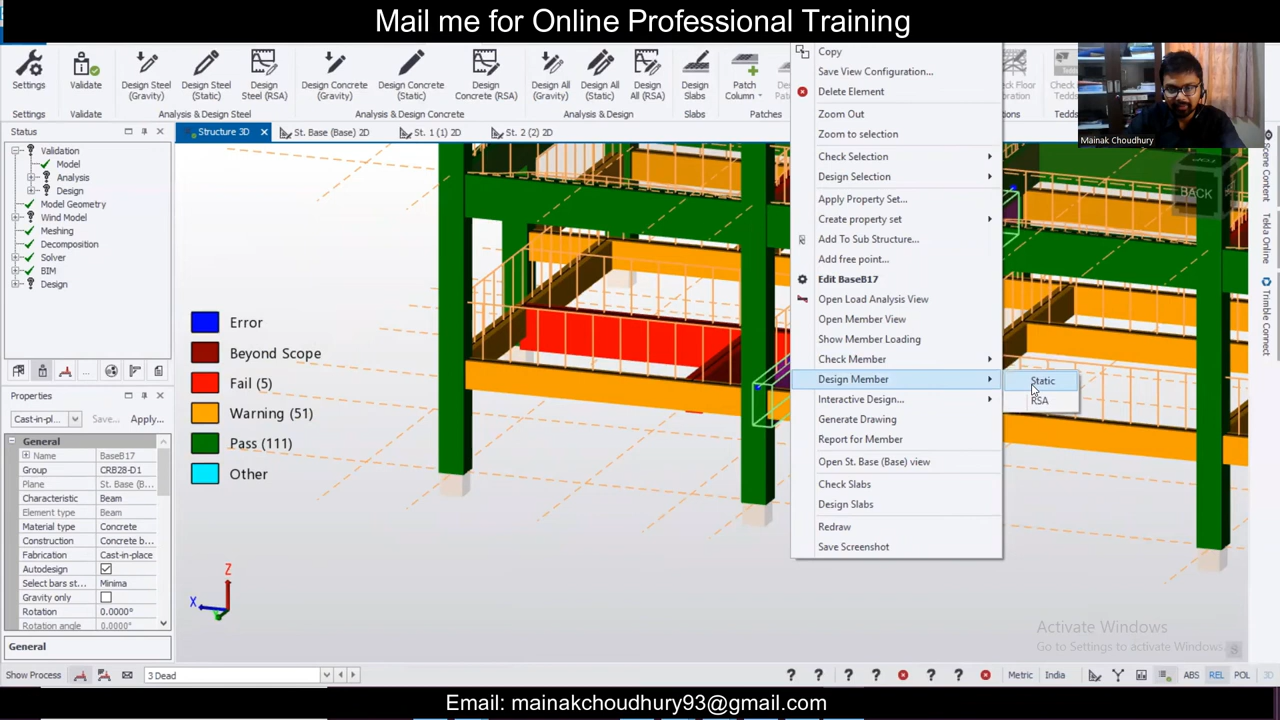 Mail me for Online Professional Training
Settings
Validate
Design Steel (Gravity)
Design Steel (Static)
Design Steel (RSA)
Design Concrete (Gravity)
Design Concrete (Static)
Design Concrete (RSA)
Design All (Gravity)
Design All (Static)
Design All (RSA)
Design Slabs
Patch Column
Settings
Validate
Analysis & Design Steel
Analysis & Design Concrete
Analysis & Design
Patches
Mainak Choudhury
Status
Structure 3D
St. Base (Base) 2D
St. 1 (1) 2D
St. 2 (2) 2D
Validation
Model
Analysis
Design
Model Geometry
Wind Model
Meshing
Decomposition
Solver
BIM
Design
Error
Beyond Scope
Fail (5)
Warning (51)
Pass (111)
Other
Copy
Save View Configuration...
Delete Element
Zoom Out
Zoom to selection
Check Selection
Design Selection
Apply Property Set...
Create property set
Add To Sub Structure...
Add free point...
Edit BaseB17
Open Load Analysis View
Open Member View
Show Member Loading
Check Member
Design Member
Interactive Design...
Generate Drawing
Report for Member
Open St. Base (Base) view
Check Slabs
Design Slabs
Redraw
Save Screenshot
Static
RSA
BACK
Scene Content
Tekla Online
Trimble Connect
Properties
Cast-in-pl
Save...
Apply...
General
Name BaseB17
Group CRB28-D1
Plane St. Base (B...
Characteristic Beam
Element type Beam
Material type Concrete
Construction Concrete b...
Fabrication Cast-in-place
Autodesign
Select bars st... Minima
Gravity only
Rotation 0.0000°
Rotation angle 0.0000°
General
Z
X
Activate Windows
Go to Settings to activate Windows.
Show Process
3 Dead
Metric
India
ABS
REL
POL
3D
Email: mainakchoudhury93@gmail.com